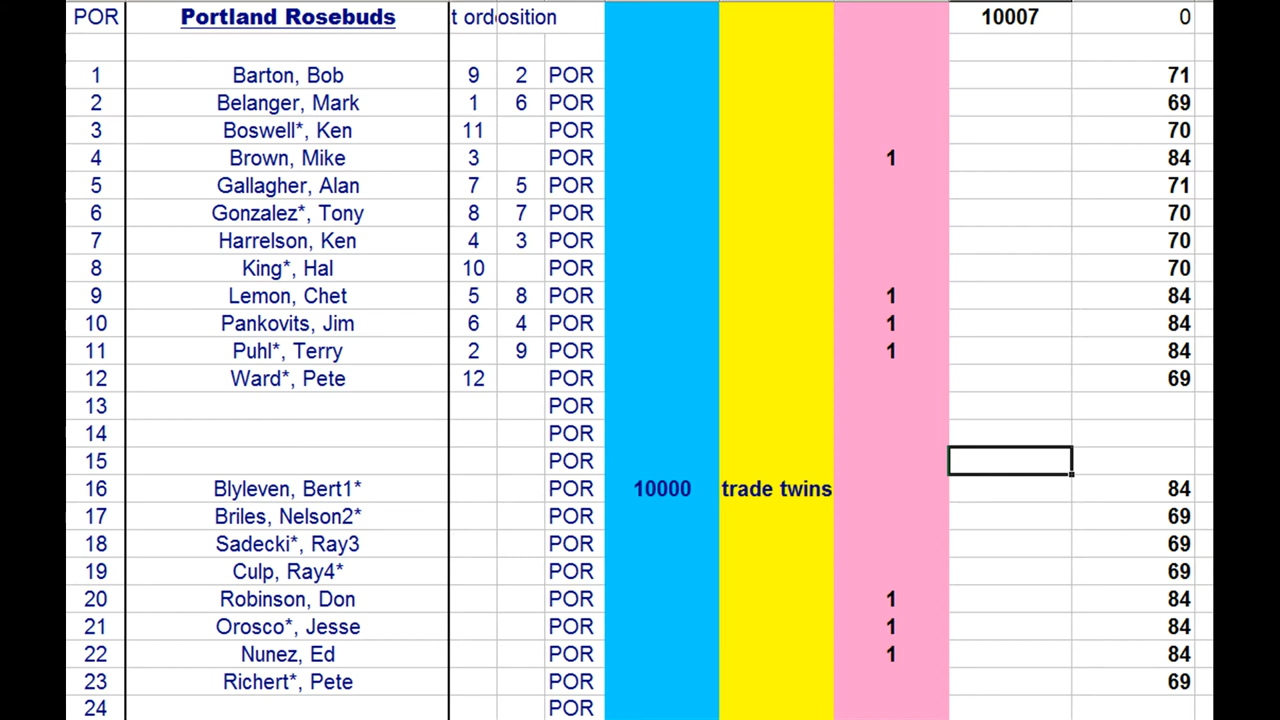 POR Portland Rosebuds t ord osition 10007 0
1 Barton, Bob 9 2 POR 71
2 Belanger, Mark 1 6 POR 69
3 Boswell*, Ken 11 POR 70
4 Brown, Mike 3 POR 1 84
5 Gallagher, Alan 7 5 POR 71
6 Gonzalez*, Tony 8 7 POR 70
7 Harrelson, Ken 4 3 POR 70
8 King*, Hal 10 POR 70
9 Lemon, Chet 5 8 POR 1 84
10 Pankovits, Jim 6 4 POR 1 84
11 Puhl*, Terry 2 9 POR 1 84
12 Ward*, Pete 12 POR 69
13 POR
14 POR
15 POR
16 Blyleven, Bert1* POR 10000 trade twins 84
17 Briles, Nelson2* POR 69
18 Sadecki*, Ray3 POR 69
19 Culp, Ray4* POR 69
20 Robinson, Don POR 1 84
21 Orosco*, Jesse POR 1 84
22 Nunez, Ed POR 1 84
23 Richert*, Pete POR 69
24 POR